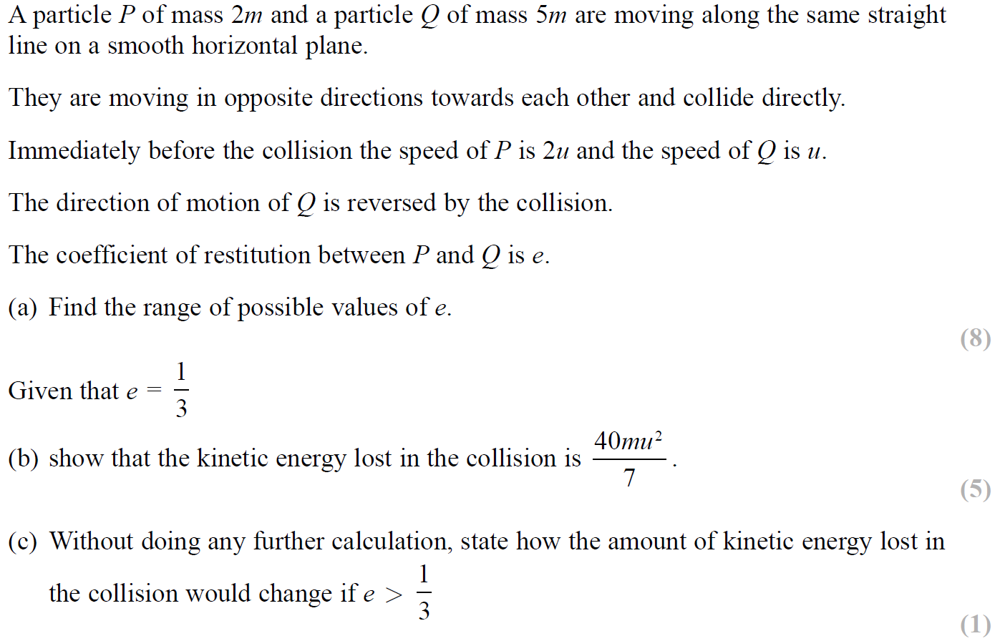 A particle P of mass 2m and a particle Q of mass 5m are moving along the same straight
line on a smooth horizontal plane.
They are moving in opposite directions towards each other and collide directly.
Immediately before the collision the speed of P is 2u and the speed of Q is u.
The direction of motion of Q is reversed by the collision.
The coefficient of restitution between P and Q is e.
(a) Find the range of possible values of e.
(8)
Given that e = 1/3
(b) show that the kinetic energy lost in the collision is 40mu²/7.
(5)
(c) Without doing any further calculation, state how the amount of kinetic energy lost in
the collision would change if e > 1/3
(1)